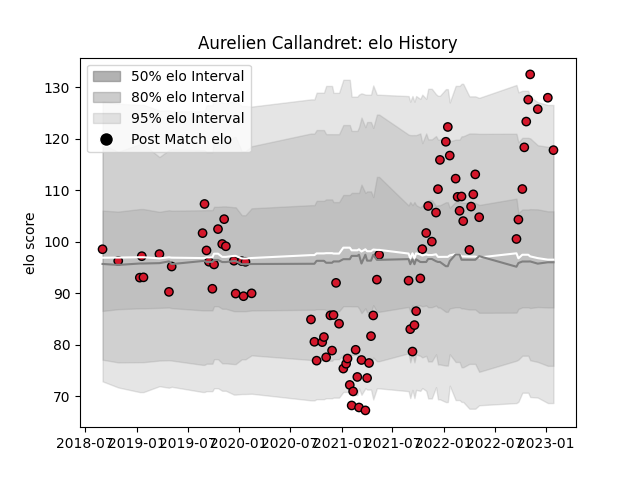 Aurelien Callandret: elo History
50% elo Interval
80% elo Interval
95% elo Interval
Post Match elo
elo score
130
120
110
100
90
80
70
2018-07 2019-01 2019-07 2020-01 2020-07 2021-01 2021-07 2022-01 2022-07 2023-01